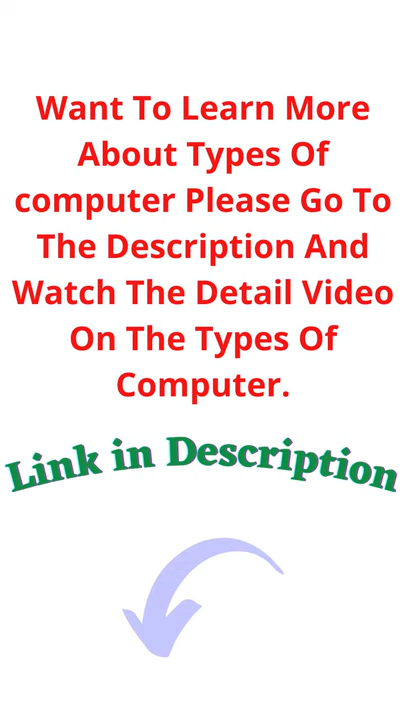 Want To Learn More
About Types Of
computer Please Go To
The Description And
Watch The Detail Video
On The Types Of
Computer.
Link in Description